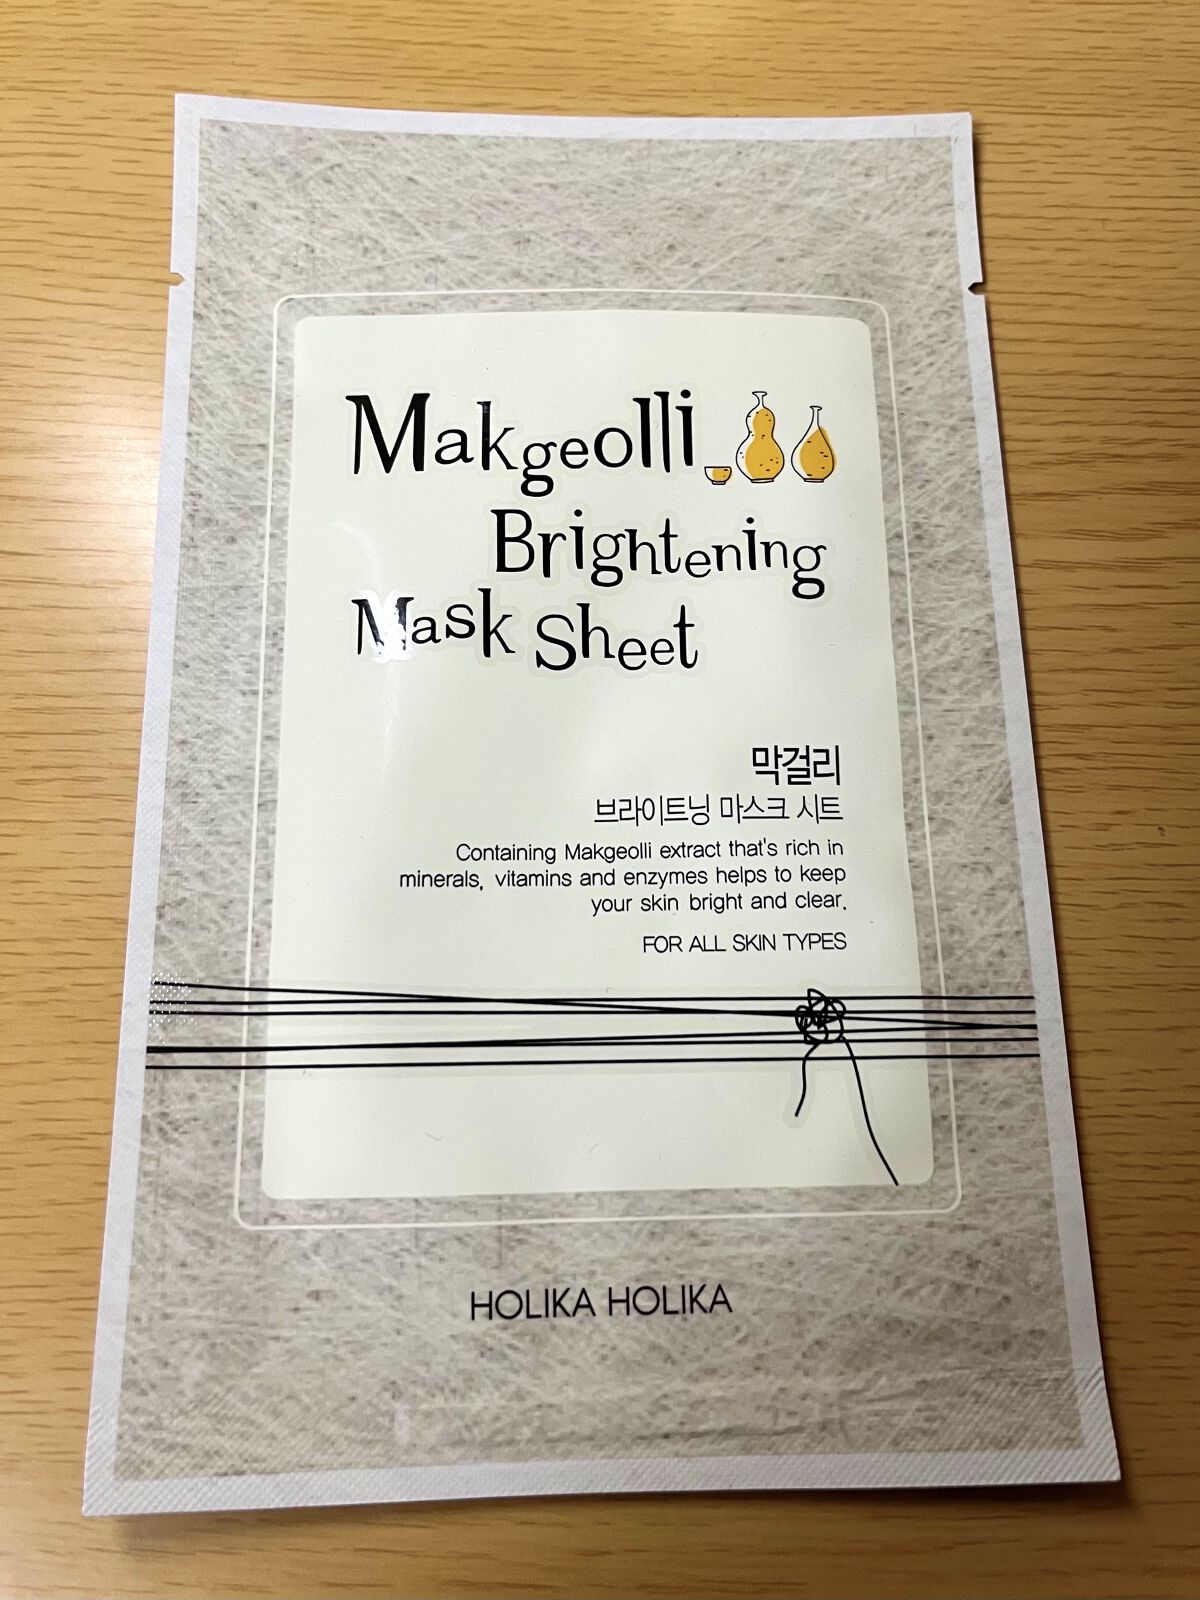 Makgeolli
Brightening
Mask Sheet
막걸리
브라이트닝 마스크 시트
Containing Makgeolli extract that's rich in
minerals, vitamins and enzymes helps to keep
your skin bright and clear.
FOR ALL SKIN TYPES
HOLIKA HOLIKA